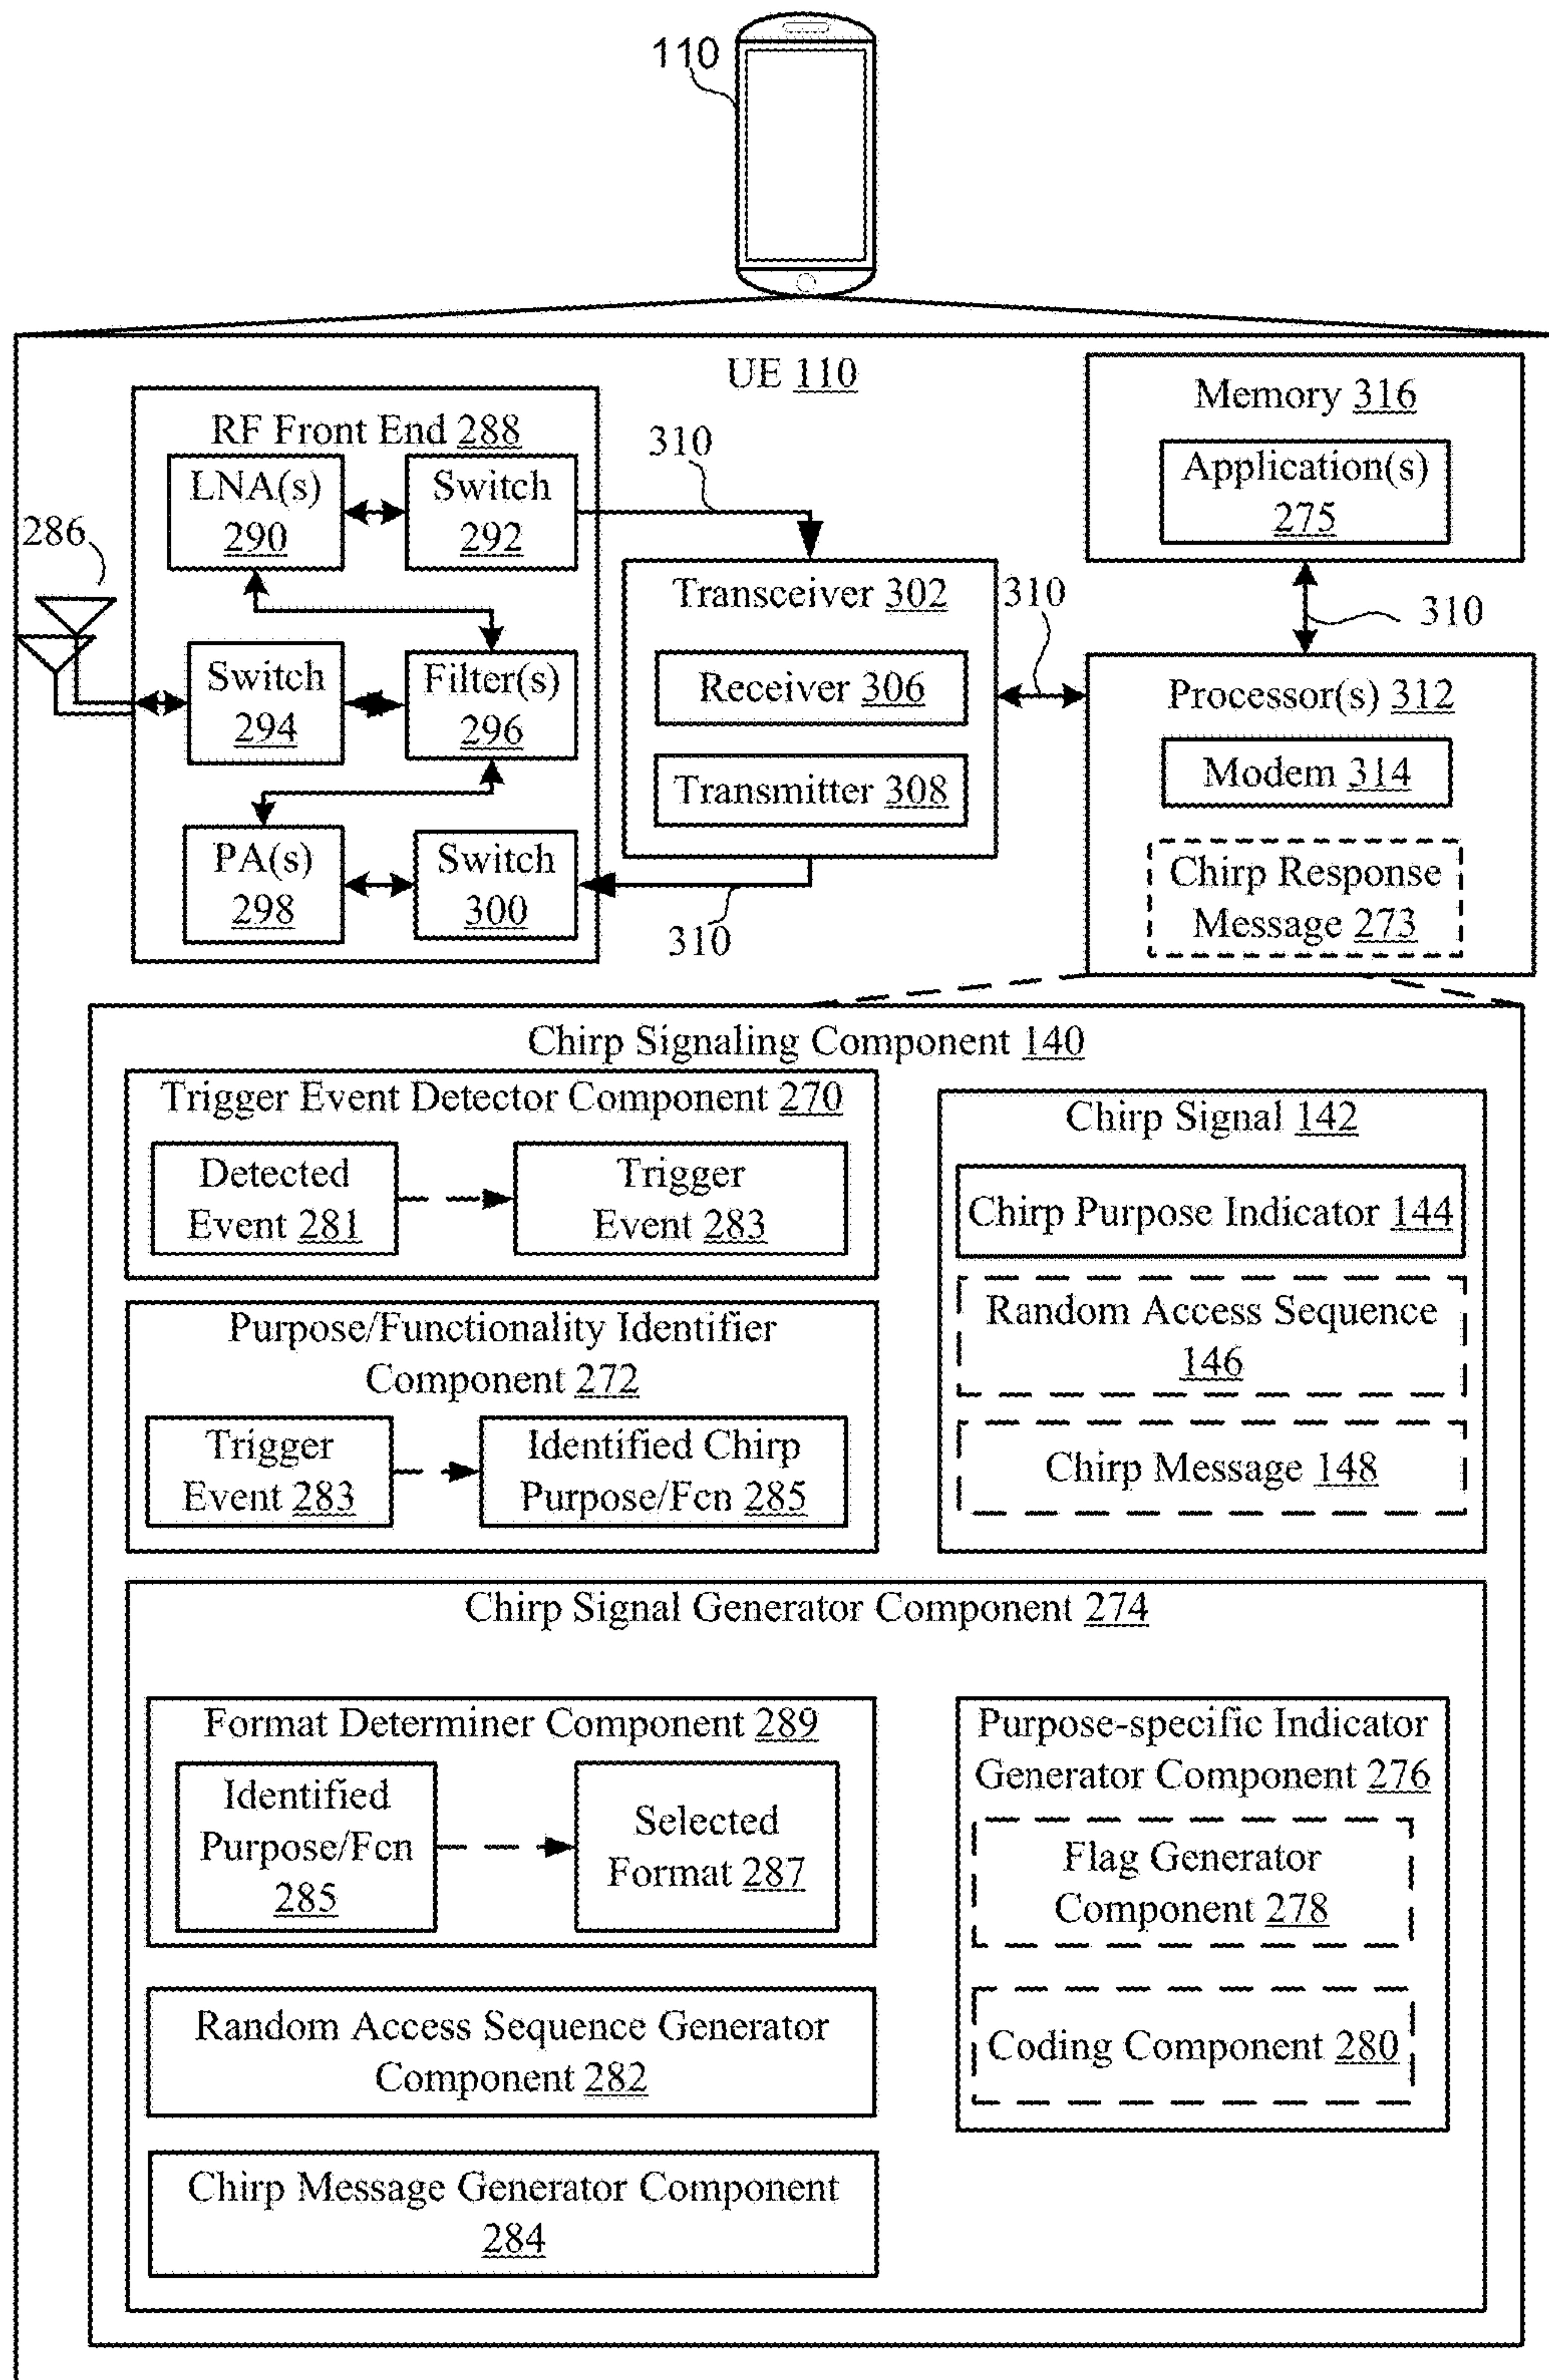 110
UE 110
RF Front End 288
LNA(s)
290
Switch
292
310
286
Switch
294
Filter(s)
296
PA(s)
298
Switch
300
310
Transceiver 302
Receiver 306
Transmitter 308
310
Memory 316
Application(s)
275
310
Processor(s) 312
Modem 314
Chirp Response
Message 273
Chirp Signaling Component 140
Trigger Event Detector Component 270
Detected
Event 281
Trigger
Event 283
Purpose/Functionality Identifier
Component 272
Trigger
Event 283
Identified Chirp
Purpose/Fcn 285
Chirp Signal 142
Chirp Purpose Indicator 144
Random Access Sequence
146
Chirp Message 148
Chirp Signal Generator Component 274
Format Determiner Component 289
Identified
Purpose/Fcn
285
Selected
Format 287
Random Access Sequence Generator
Component 282
Chirp Message Generator Component
284
Purpose-specific Indicator
Generator Component 276
Flag Generator
Component 278
Coding Component 280